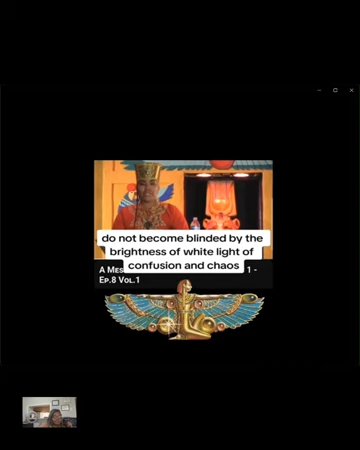 do not become blinded by the
brightness of white light of
confusion and chaos
A Mes
1 -
Ep.8 Vol.1